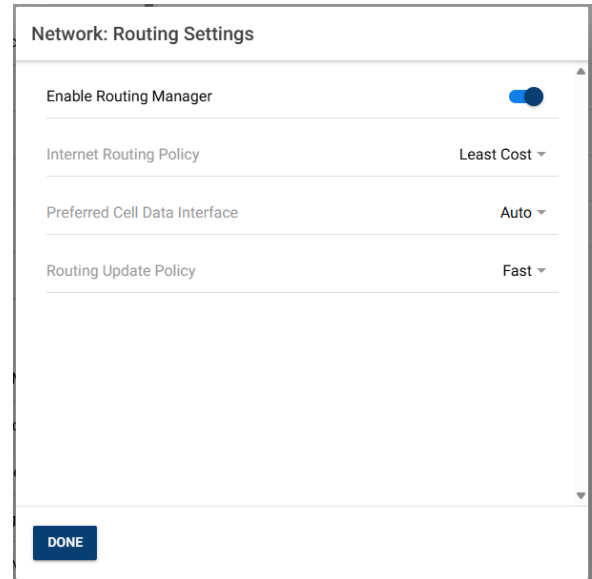 Network: Routing Settings
Enable Routing Manager
Internet Routing Policy Least Cost
Preferred Cell Data Interface Auto
Routing Update Policy Fast
DONE